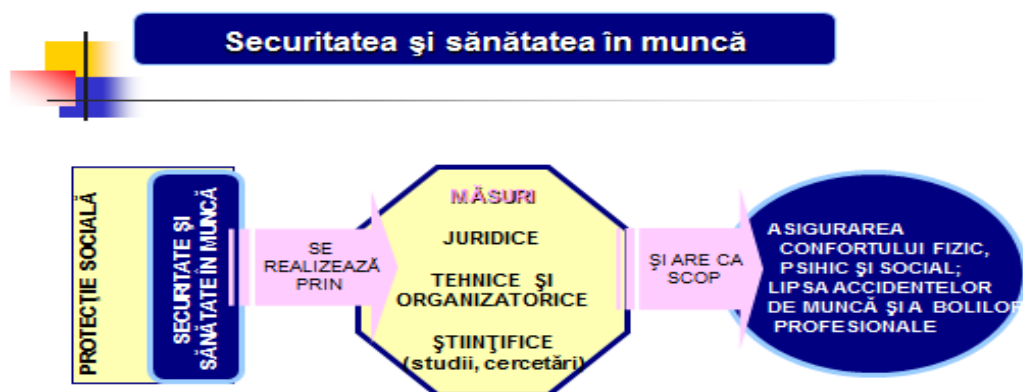 Securitatea şi sănătatea în muncă
PROTECŢIE SOCIALĂ
SECURITATE ŞI
SĂNĂTATE ÎN MUNCĂ
SE
REALIZEAZĂ
PRIN
MĂSURI
JURIDICE
TEHNICE ŞI
ORGANIZATORICE
ŞTIINŢIFICE
(studii, cercetări)
ŞI ARE CA
SCOP
ASIGURAREA
CONFORTULUI FIZIC,
PSIHIC ŞI SOCIAL;
LIPSA ACCIDENTELOR
DE MUNCĂ ŞI A BOLILOR
PROFESIONALE